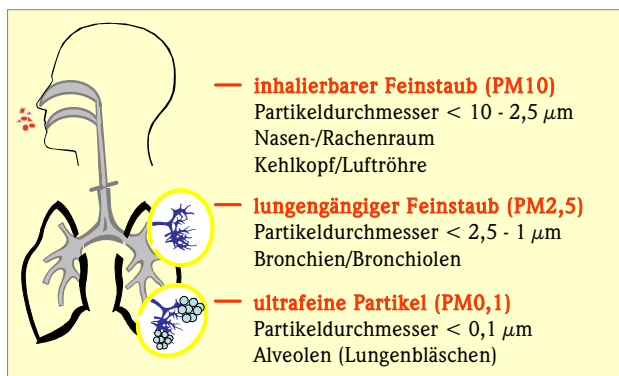 inhalierbarer Feinstaub (PM10)
Partikeldurchmesser < 10 - 2,5 μm
Nasen-/Rachenraum
Kehlkopf/Luftröhre
lungengängiger Feinstaub (PM2,5)
Partikeldurchmesser < 2,5 - 1 μm
Bronchien/Bronchiolen
ultrafeine Partikel (PM0,1)
Partikeldurchmesser < 0,1 μm
Alveolen (Lungenbläschen)